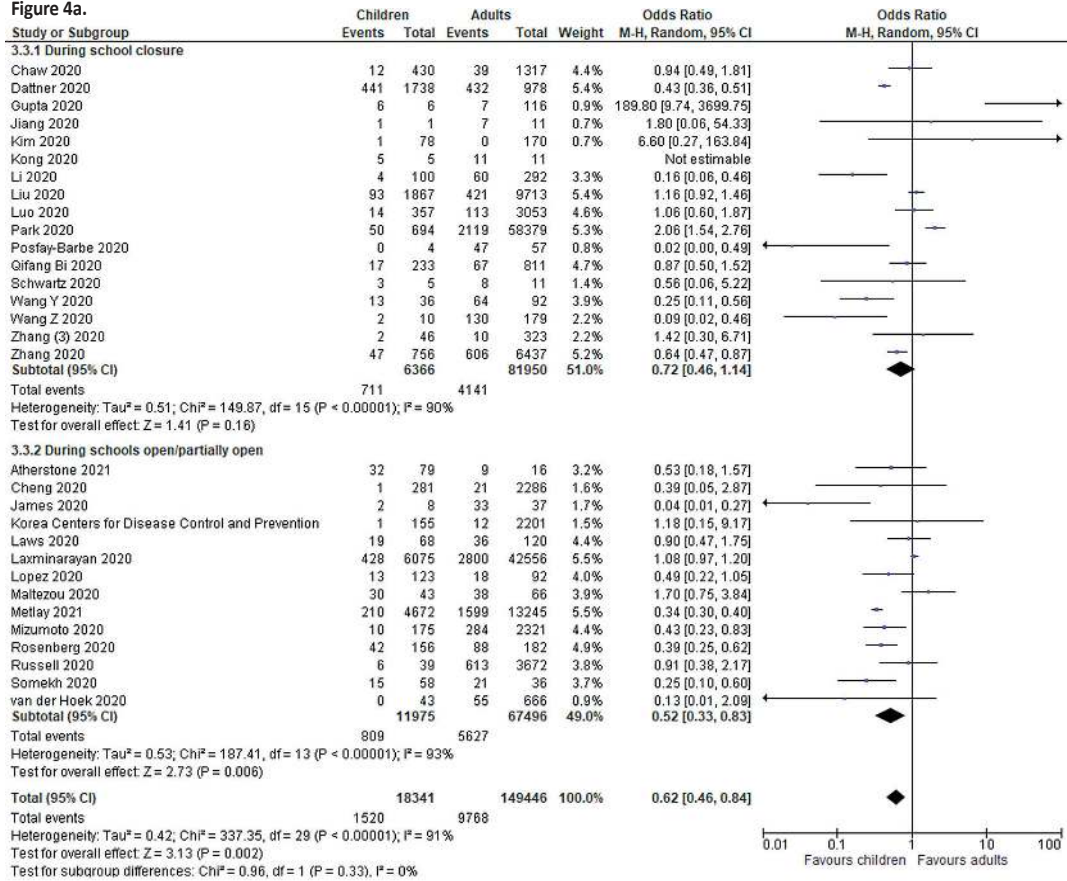 Figure 4a.
Children Adults Odds Ratio Odds Ratio
Study or Subgroup Events Total Events Total Weight M-H, Random, 95% CI M-H, Random, 95% CI
3.3.1 During school closure
Chaw 2020 12 430 39 1317 4.4% 0.94 [0.49, 1.81]
Dattner 2020 441 1738 432 978 5.4% 0.43 [0.36, 0.51]
Gupta 2020 6 6 7 116 0.9% 189.80 [9.74, 3699.75]
Jiang 2020 1 1 7 11 0.7% 1.80 [0.06, 54.33]
Kim 2020 1 78 0 170 0.7% 6.60 [0.27, 163.84]
Kong 2020 5 5 11 11 Not estimable
Li 2020 4 100 60 292 3.3% 0.16 [0.06, 0.46]
Liu 2020 93 1867 421 9713 5.4% 1.16 [0.92, 1.46]
Luo 2020 14 357 113 3053 4.6% 1.06 [0.60, 1.87]
Park 2020 50 694 2119 58379 5.3% 2.06 [1.54, 2.76]
Posfay-Barbe 2020 0 4 47 57 0.8% 0.02 [0.00, 0.49]
Qifang Bi 2020 17 233 67 811 4.6% 0.87 [0.50, 1.52]
Schwartz 2020 3 5 8 11 1.4% 0.56 [0.06, 5.22]
Wang Y 2020 13 36 64 92 3.9% 0.25 [0.11, 0.56]
Wang Z 2020 2 10 130 179 2.2% 0.09 [0.02, 0.46]
Zhang (3) 2020 2 46 10 323 2.2% 1.42 [0.30, 6.71]
Zhang 2020 47 756 606 6437 5.2% 0.64 [0.47, 0.87]
Subtotal (95% CI) 6366 81950 51.0% 0.72 [0.46, 1.14]
Total events 711 4141
Heterogeneity: Tau² = 0.51; Chi² = 149.87, df = 15 (P < 0.00001); I² = 90%
Test for overall effect: Z = 1.41 (P = 0.16)
3.3.2 During schools open/partially open
Atherstone 2021 32 79 9 16 3.2% 0.53 [0.18, 1.57]
Cheng 2020 1 281 21 2286 1.6% 0.39 [0.05, 2.87]
James 2020 2 8 33 37 1.7% 0.04 [0.01, 0.27]
Korea Centers for Disease Control and Prevention 1 155 12 2201 1.5% 1.18 [0.15, 9.17]
Laws 2020 19 68 36 120 4.4% 0.90 [0.47, 1.75]
Laxminarayan 2020 428 6075 2800 42556 5.5% 1.08 [0.97, 1.20]
Lopez 2020 13 123 18 92 4.0% 0.49 [0.22, 1.05]
Maltezou 2020 30 43 38 66 3.9% 1.70 [0.75, 3.84]
Metlay 2021 210 4672 1599 13245 5.5% 0.34 [0.30, 0.40]
Mizumoto 2020 10 175 284 2321 4.4% 0.43 [0.23, 0.83]
Rosenberg 2020 42 156 88 182 4.9% 0.39 [0.25, 0.62]
Russell 2020 6 39 613 3672 3.8% 0.91 [0.38, 2.17]
Somekh 2020 15 58 21 36 3.7% 0.25 [0.10, 0.60]
van der Hoek 2020 0 43 55 666 0.9% 0.13 [0.01, 2.09]
Subtotal (95% CI) 11975 67496 49.0% 0.52 [0.33, 0.83]
Total events 809 5627
Heterogeneity: Tau² = 0.53; Chi² = 187.41, df = 13 (P < 0.00001); I² = 93%
Test for overall effect: Z = 2.73 (P = 0.006)
Total (95% CI) 18341 149446 100.0% 0.62 [0.46, 0.84]
Total events 1520 9768
Heterogeneity: Tau² = 0.42; Chi² = 337.35, df = 29 (P < 0.00001); I² = 91%
Test for overall effect: Z = 3.13 (P = 0.002)
Test for subgroup differences: Chi² = 0.96, df = 1 (P = 0.33), I² = 0%
0.01 0.1 1 10 100
Favours children Favours adults